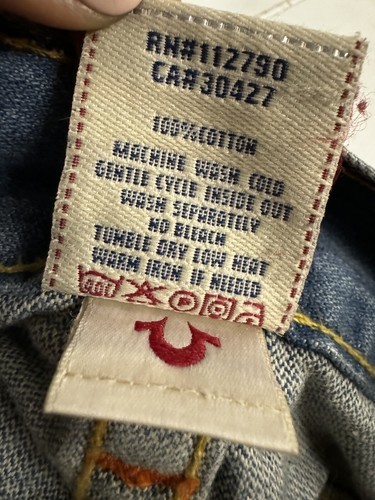 RN#112790
CA#30427
100%COTTON
MACHINE WASH COLD
GENTLE CYCLE INSIDE OUT
WASH SEPARATELY
NO BLEACH
TUMBLE DRY LOW HEAT
WARM IRON IF NEEDED